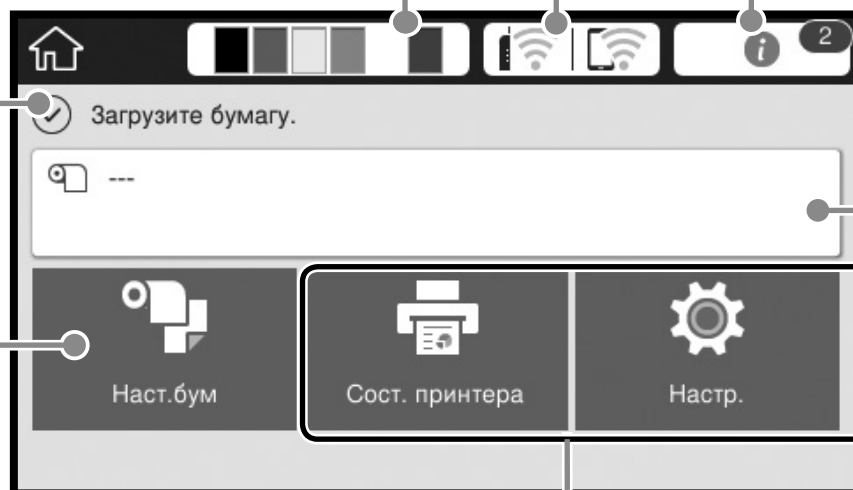 2
Загрузите бумагу.
---
Наст.бум
Сост. принтера
Настр.